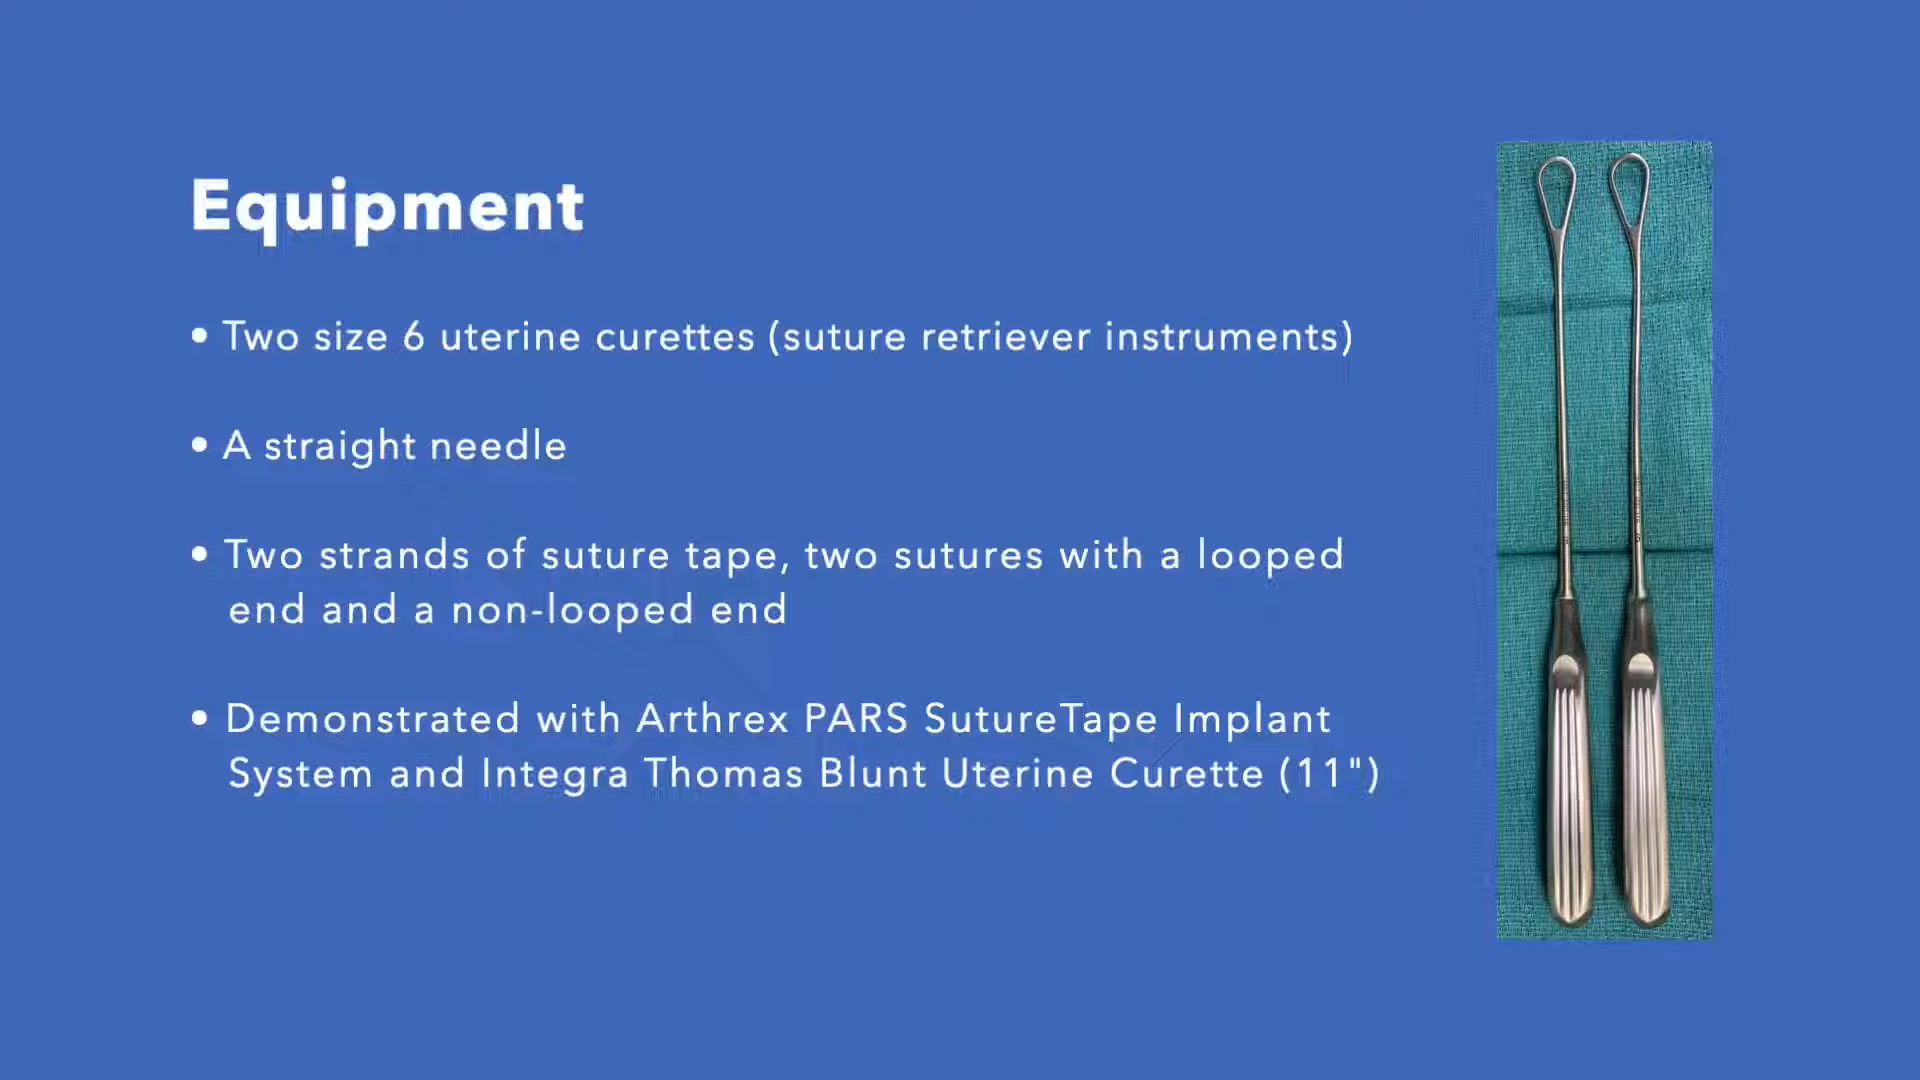 Equipment
• Two size 6 uterine curettes (suture retriever instruments)
• A straight needle
• Two strands of suture tape, two sutures with a looped
end and a non-looped end
• Demonstrated with Arthrex PARS SutureTape Implant
System and Integra Thomas Blunt Uterine Curette (11")